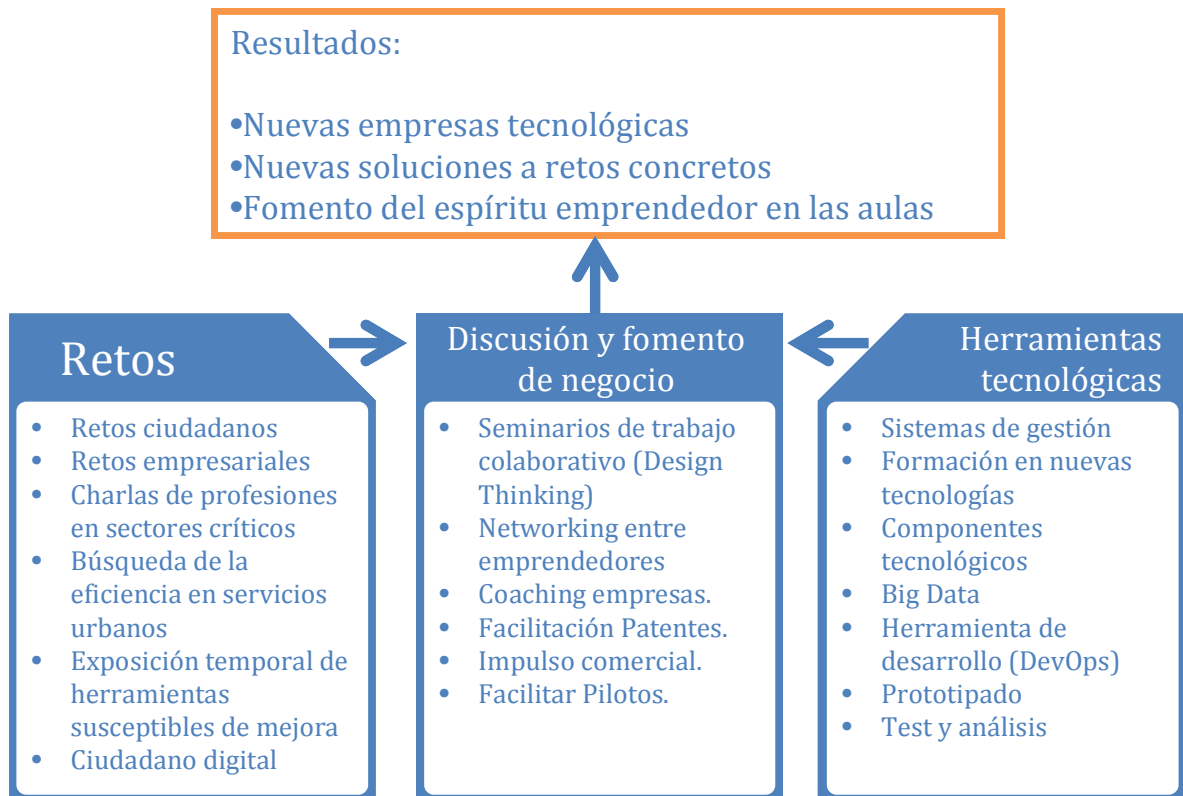 Resultados:
•Nuevas empresas tecnológicas
•Nuevas soluciones a retos concretos
•Fomento del espíritu emprendedor en las aulas
Retos
• Retos ciudadanos
• Retos empresariales
• Charlas de profesiones
en sectores críticos
• Búsqueda de la
eficiencia en servicios
urbanos
• Exposición temporal de
herramientas
susceptibles de mejora
• Ciudadano digital
Discusión y fomento
de negocio
• Seminarios de trabajo
colaborativo (Design
Thinking)
• Networking entre
emprendedores
• Coaching empresas.
• Facilitación Patentes.
• Impulso comercial.
• Facilitar Pilotos.
Herramientas
tecnológicas
• Sistemas de gestión
• Formación en nuevas
tecnologías
• Componentes
tecnológicos
• Big Data
• Herramienta de
desarrollo (DevOps)
• Prototipado
• Test y análisis